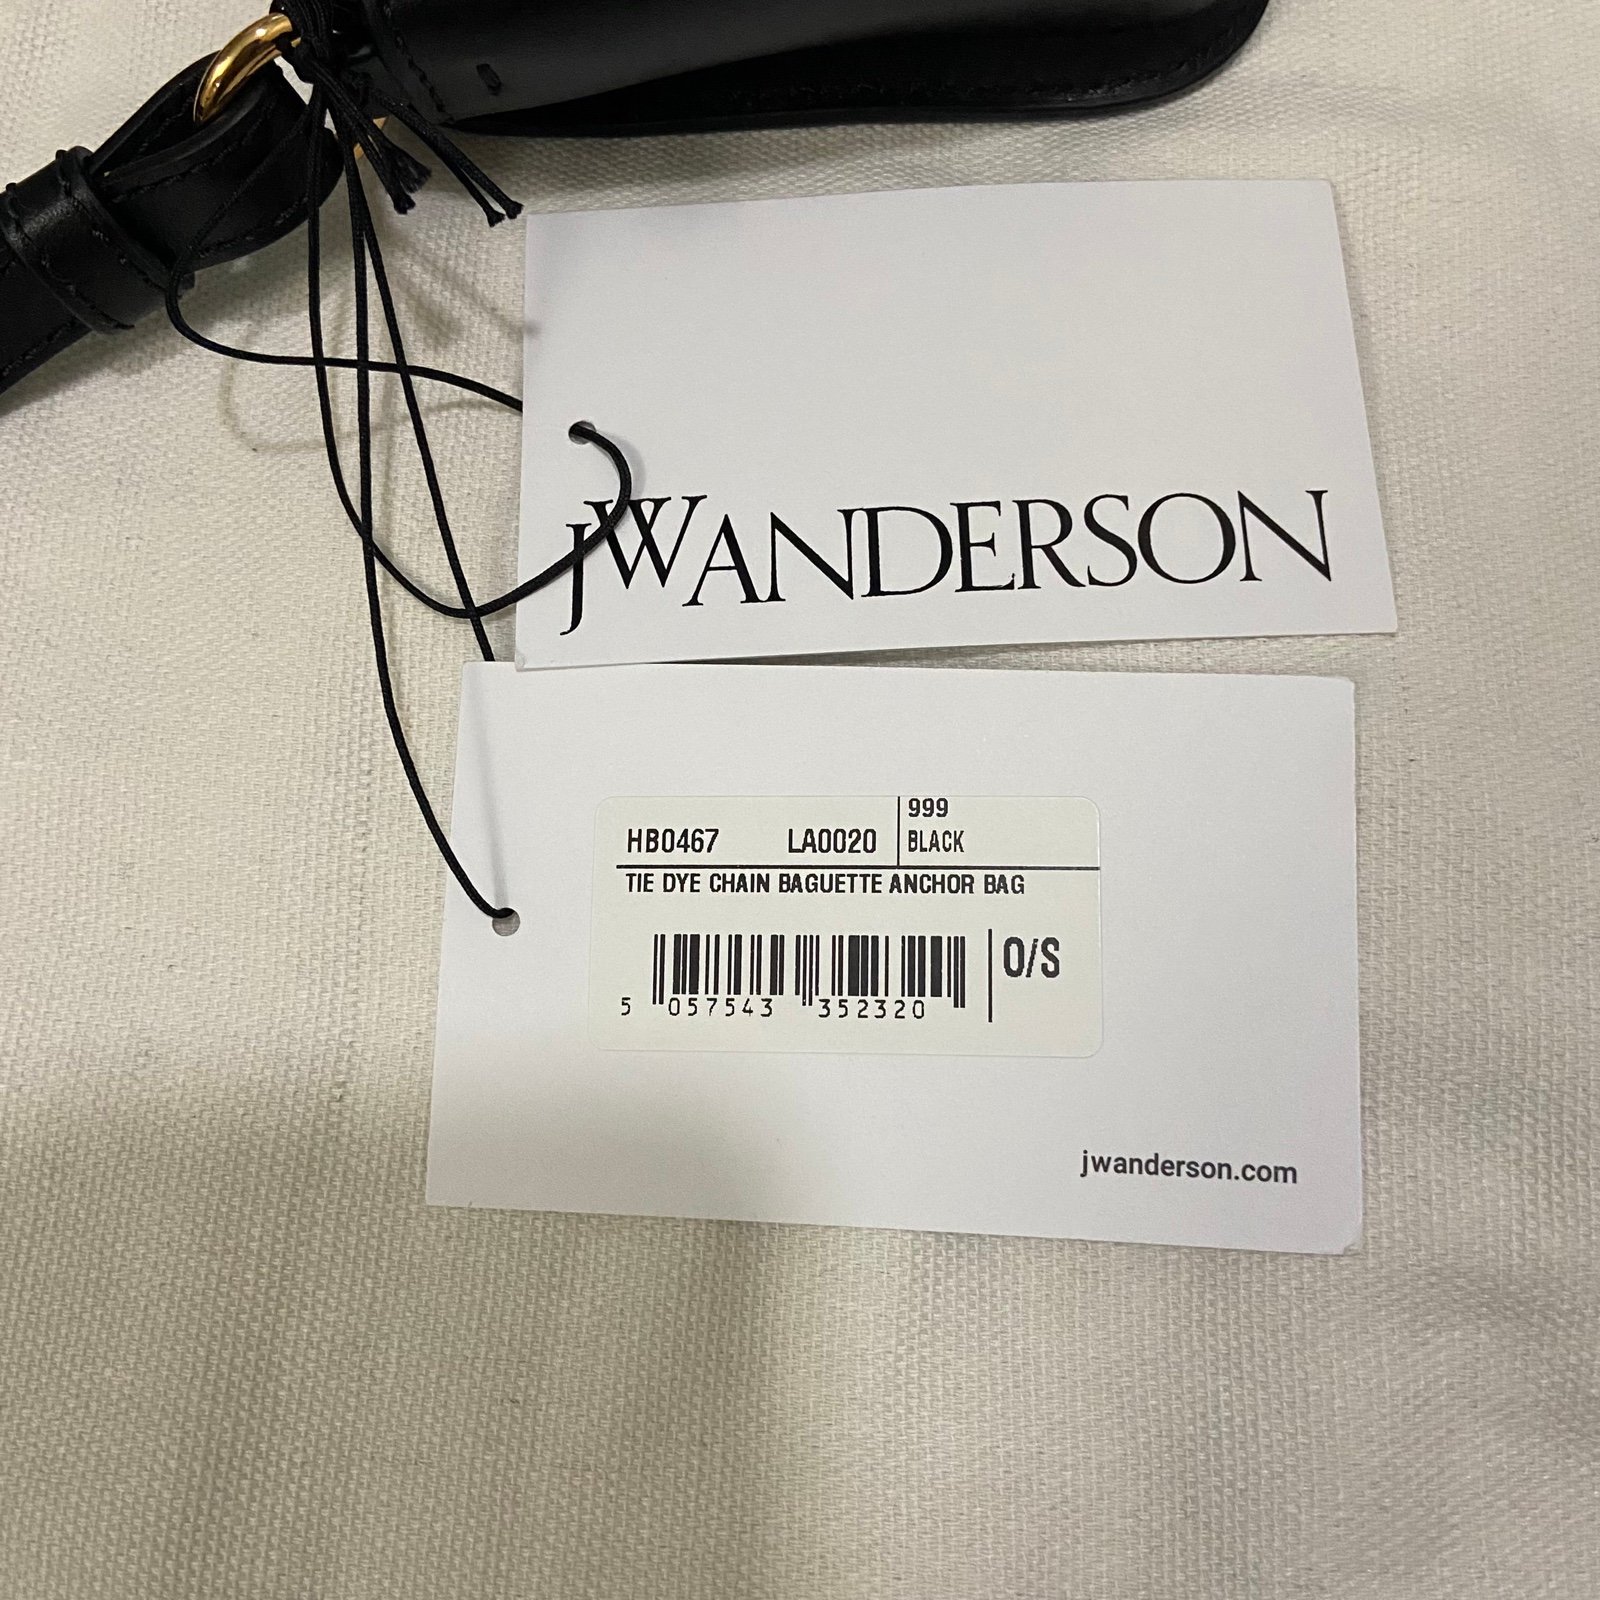 JWANDERSON
999
HB0467 LA0020 BLACK
TIE DYE CHAIN BAGUETTE ANCHOR BAG
O/S
5 057543 352320
jwanderson.com